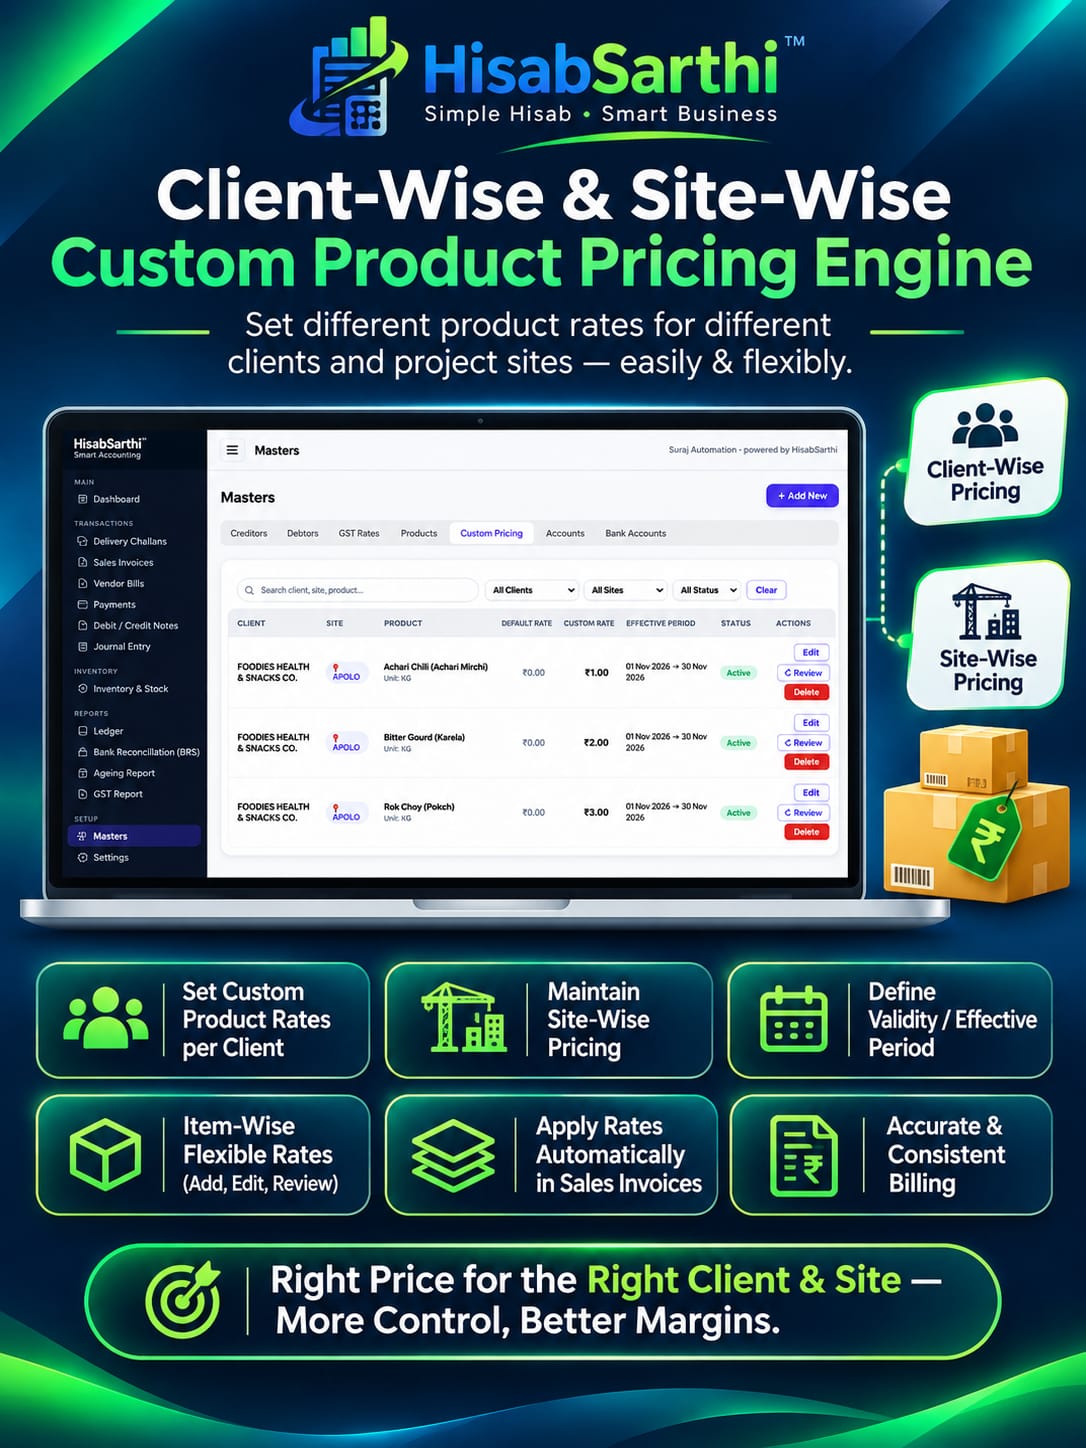 HisabSarthi™
Simple Hisab • Smart Business
Client-Wise & Site-Wise
Custom Product Pricing Engine
Set different product rates for different
clients and project sites — easily & flexibly.
HisabSarthi™
Smart Accounting
MAIN
Dashboard
TRANSACTIONS
Delivery Challans
Sales Invoices
Vendor Bills
Payments
Debit / Credit Notes
Journal Entry
INVENTORY
Inventory & Stock
REPORTS
Ledger
Bank Reconciliation (BRS)
Ageing Report
GST Report
SETUP
Masters
Settings
Masters
Suraj Automation - powered by HisabSarthi
Masters
+ Add New
Creditors Debtors GST Rates Products Custom Pricing Accounts Bank Accounts
Search client, site, product... All Clients All Sites All Status Clear
CLIENT SITE PRODUCT DEFAULT RATE CUSTOM RATE EFFECTIVE PERIOD STATUS ACTIONS
FOODIES HEALTH
& SNACKS CO.
APOLO
Achari Chili (Achari Mirchi)
Unit: KG
₹0.00
₹1.00
01 Nov 2026 → 30 Nov
2026
Active
Edit
Review
Delete
FOODIES HEALTH
& SNACKS CO.
APOLO
Bitter Gourd (Karela)
Unit: KG
₹0.00
₹2.00
01 Nov 2026 → 30 Nov
2026
Active
Edit
Review
Delete
FOODIES HEALTH
& SNACKS CO.
APOLO
Rok Choy (Pokch)
Unit: KG
₹0.00
₹3.00
01 Nov 2026 → 30 Nov
2026
Active
Edit
Review
Delete
Client-Wise
Pricing
Site-Wise
Pricing
₹
Set Custom
Product Rates
per Client
Maintain
Site-Wise
Pricing
Define
Validity / Effective
Period
Item-Wise
Flexible Rates
(Add, Edit, Review)
Apply Rates
Automatically
in Sales Invoices
₹
Accurate &
Consistent
Billing
Right Price for the Right Client & Site —
More Control, Better Margins.